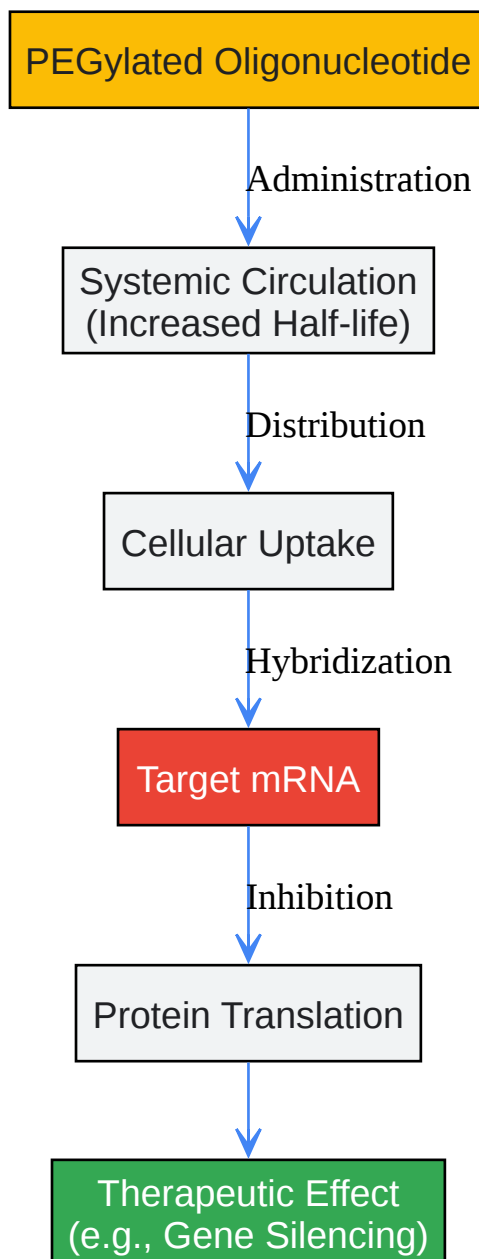 PEGylated Oligonucleotide
Administration
Systemic Circulation
(Increased Half-life)
Distribution
Cellular Uptake
Hybridization
Target mRNA
Inhibition
Protein Translation
Therapeutic Effect
(e.g., Gene Silencing)